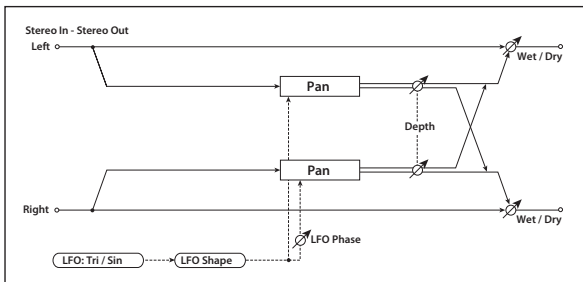 Stereo In - Stereo Out
Left
Wet / Dry
Pan
Depth
Pan
Right
Wet / Dry
LFO Phase
LFO: Tri / Sin
LFO Shape